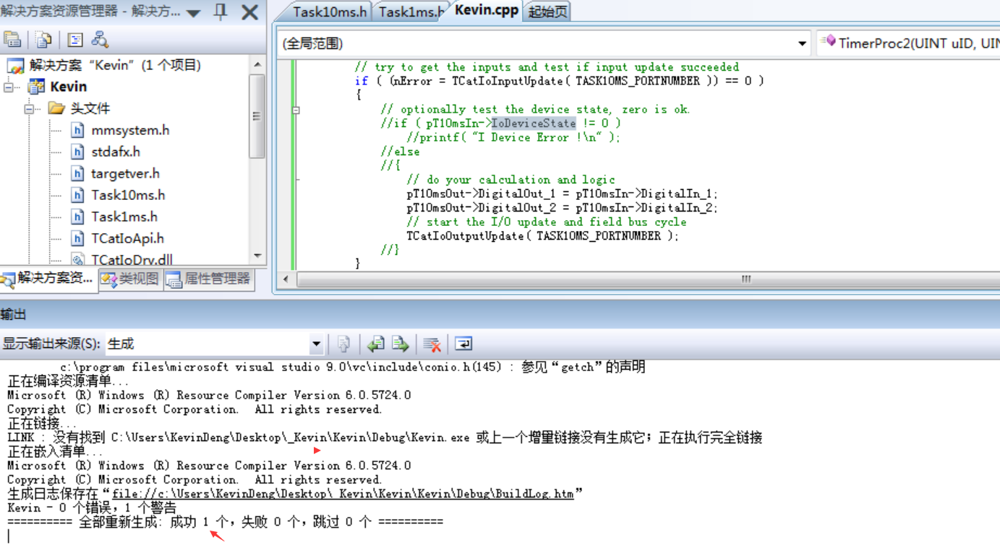 解决方案资源管理器 - 解决方...
Task10ms.h
Task1ms.h
Kevin.cpp
起始页
(全局范围)
TimerProc2(UINT uID, UIN
解决方案 “Kevin” (1 个项目)
Kevin
头文件
mmsystem.h
stdafx.h
targetver.h
Task10ms.h
Task1ms.h
TCatIoApi.h
TCatIoDrv.dll
解决方案资...
类视图
属性管理器
// try to get the inputs and test if input update succeeded
if ( (nError = TCatIoInputUpdate( TASK10MS_PORTNUMBER )) == 0 )
{
// optionally test the device state, zero is ok.
//if ( pT10msIn->IoDeviceState != 0 )
//printf( "I Device Error !\n" );
//else
//{
// do your calculation and logic
pT10msOut->DigitalOut_1 = pT10msIn->DigitalIn_1;
pT10msOut->DigitalOut_2 = pT10msIn->DigitalIn_2;
// start the I/O update and field bus cycle
TCatIoOutputUpdate( TASK10MS_PORTNUMBER );
//}
}
输出
显示输出来源(S): 生成
c:\program files\microsoft visual studio 9.0\vc\include\conio.h(145) : 参见“getch”的声明
正在编译资源清单...
Microsoft (R) Windows (R) Resource Compiler Version 6.0.5724.0
Copyright (C) Microsoft Corporation.  All rights reserved.
正在链接...
LINK : 没有找到 C:\Users\KevinDeng\Desktop\_Kevin\Kevin\Debug\Kevin.exe 或上一个增量链接没有生成它；正在执行完全链接
正在嵌入清单...
Microsoft (R) Windows (R) Resource Compiler Version 6.0.5724.0
Copyright (C) Microsoft Corporation.  All rights reserved.
生成日志保存在“file://c:\Users\KevinDeng\Desktop\_Kevin\Kevin\Kevin\Debug\BuildLog.htm”
Kevin - 0 个错误，1 个警告
========== 全部重新生成: 成功 1 个，失败 0 个，跳过 0 个 ==========